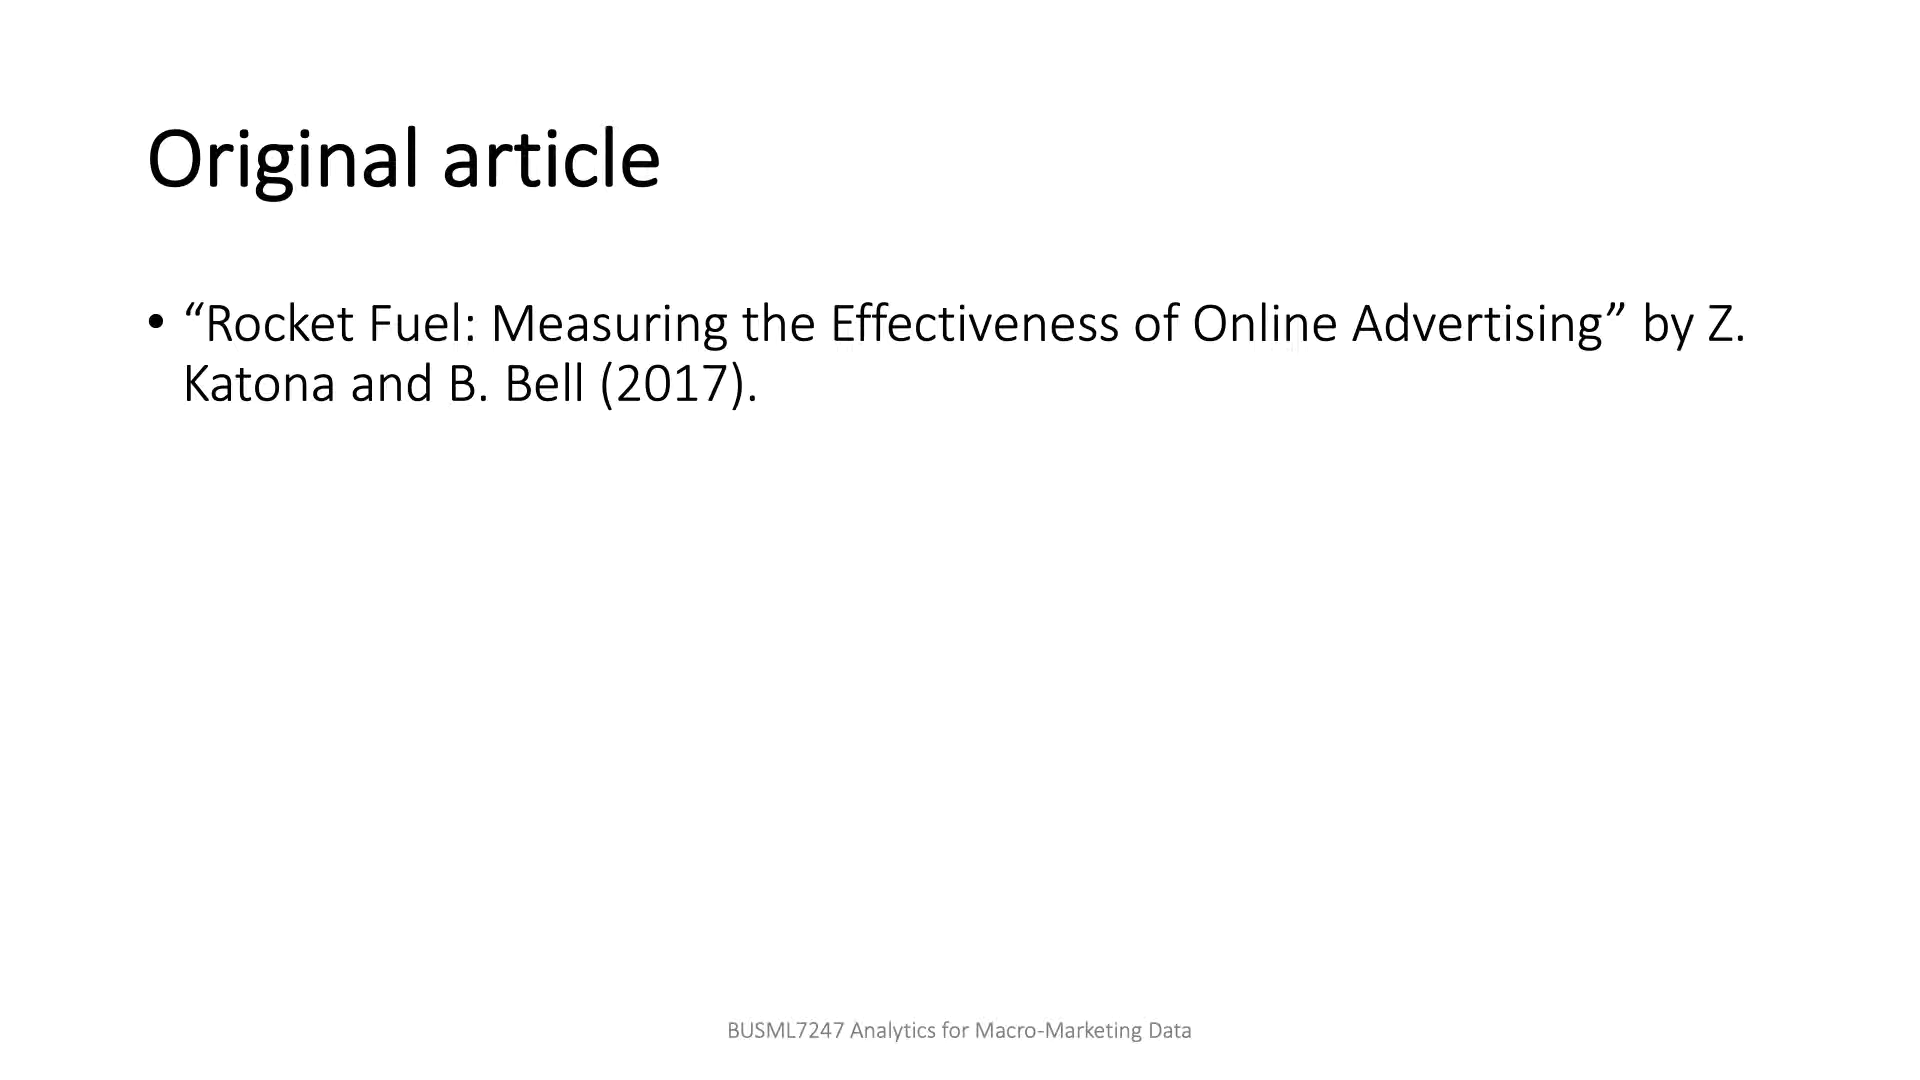 Original article
• “Rocket Fuel: Measuring the Effectiveness of Online Advertising” by Z.
Katona and B. Bell (2017).
BUSML7247 Analytics for Macro-Marketing Data